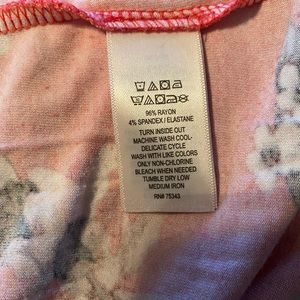 96% RAYON
4% SPANDEX / ELASTANE
TURN INSIDE OUT
MACHINE WASH COOL-
DELICATE CYCLE
WASH WITH LIKE COLORS
ONLY NON-CHLORINE
BLEACH WHEN NEEDED
TUMBLE DRY LOW
MEDIUM IRON
RN# 75343